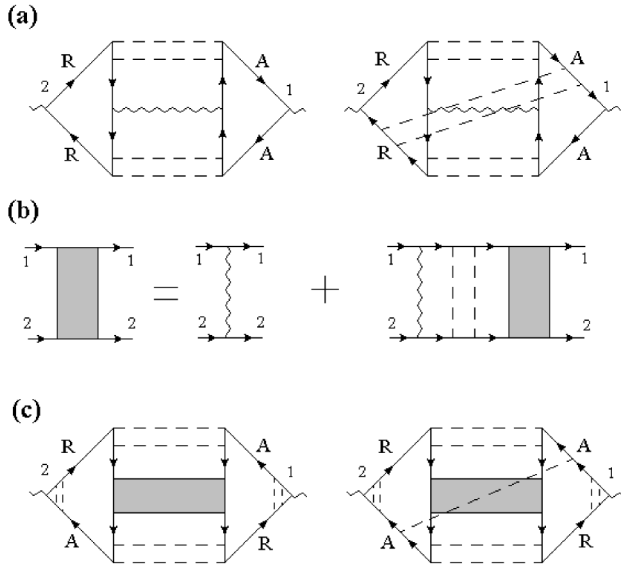 (a)
R A R A
2 1 2 1
R A R A
(b)
1 1 1 1 1 1
= +
2 2 2 2 2 2
(c)
R A R A
2 1 2 1
A R A R